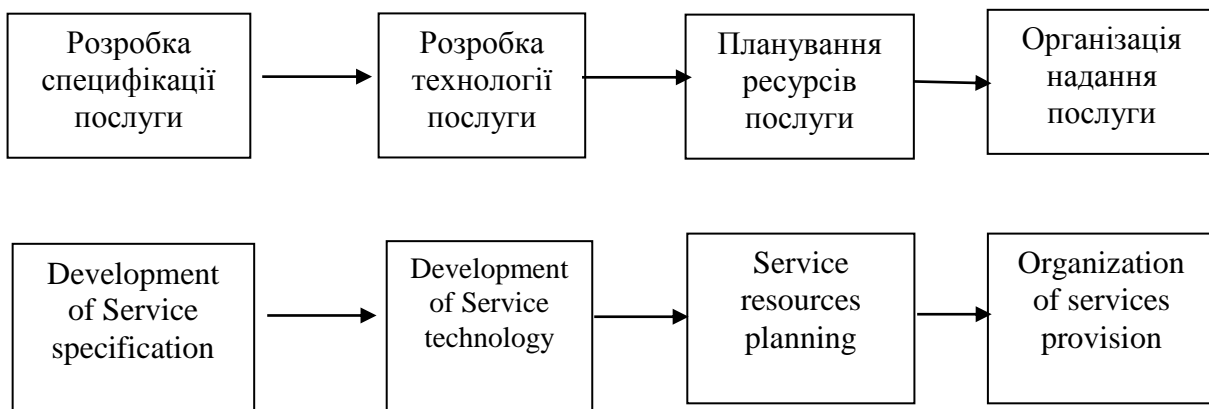 Розробка
специфікації
послуги
Розробка
технології
послуги
Планування
ресурсів
послуги
Організація
надання
послуги
Development
of Service
specification
Development
of Service
technology
Service
resources
planning
Organization
of services
provision